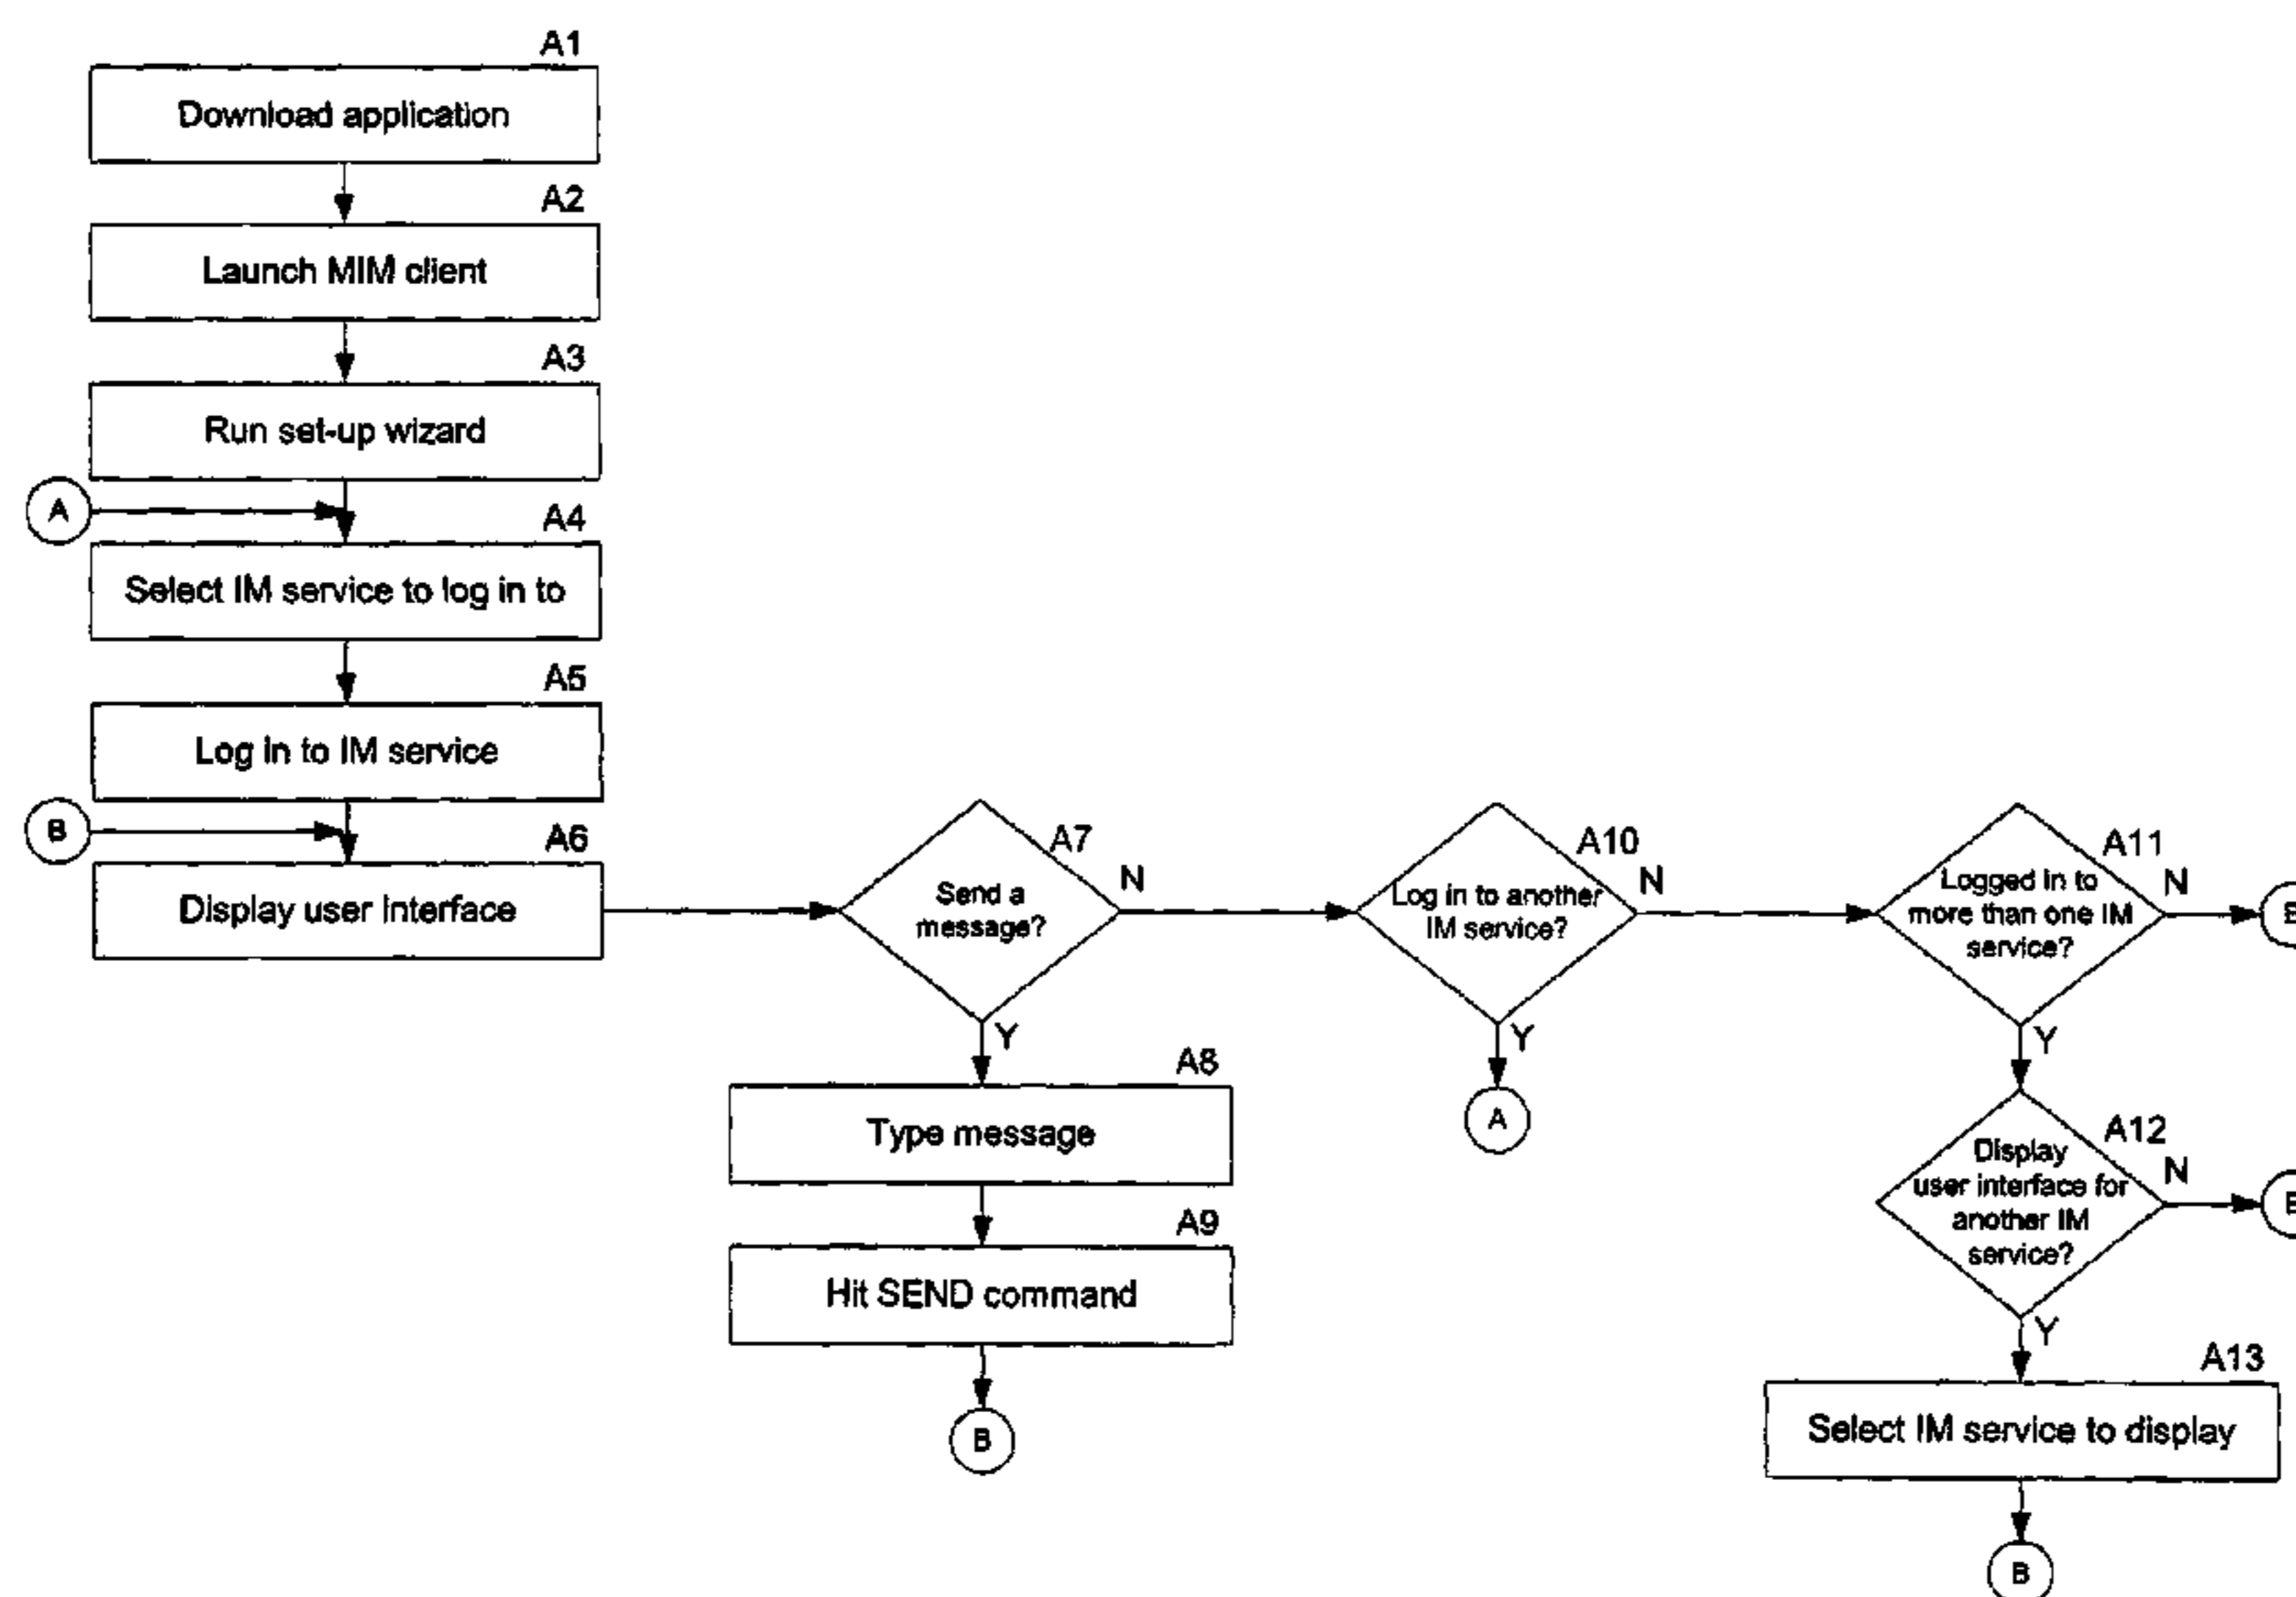 A1
Download application
A2
Launch MIM client
A3
Run set-up wizard
A
A4
Select IM service to log in to
A5
Log in to IM service
B
A6
Display user interface
A7
Send a
message?
N
Y
A8
Type message
A9
Hit SEND command
B
A10
Log in to another
IM service?
N
Y
A
A11
Logged in to
more than one IM
service?
N
Y
A12
Display
user interface for
another IM
service?
N
Y
A13
Select IM service to display
B